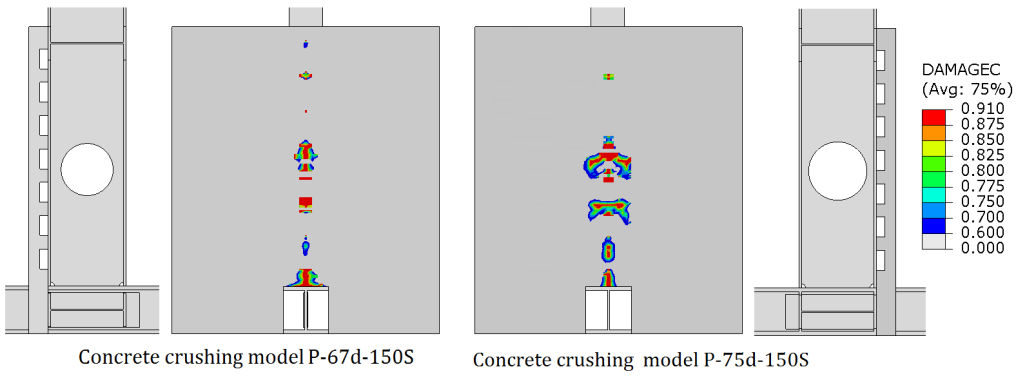 DAMAGEC
(Avg: 75%)
0.910
0.875
0.850
0.825
0.800
0.775
0.750
0.700
0.600
0.000
Concrete crushing model P-67d-150S
Concrete crushing model P-75d-150S